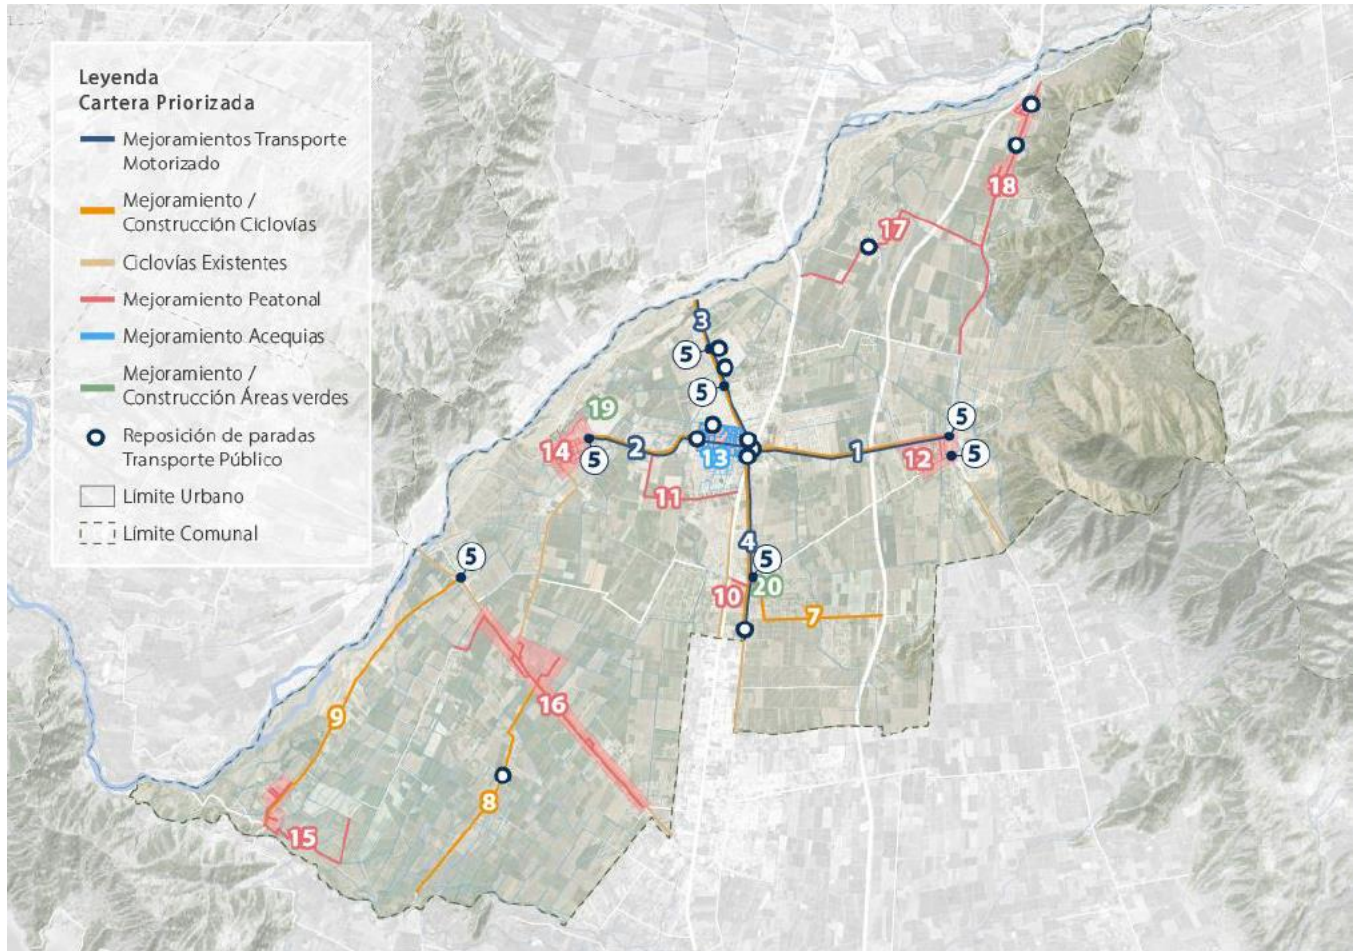 Leyenda
Cartera Priorizada
Mejoramientos Transporte
Motorizado
Mejoramiento /
Construcción Ciclovías
Ciclovías Existentes
Mejoramiento Peatonal
Mejoramiento Acequias
Mejoramiento /
Construcción Áreas verdes
Reposición de paradas
Transporte Público
Límite Urbano
Límite Comunal
18
17
3
5
5
19
5
14
5
2
13
1
12
5
11
4
5
5
10
20
7
16
9
8
15